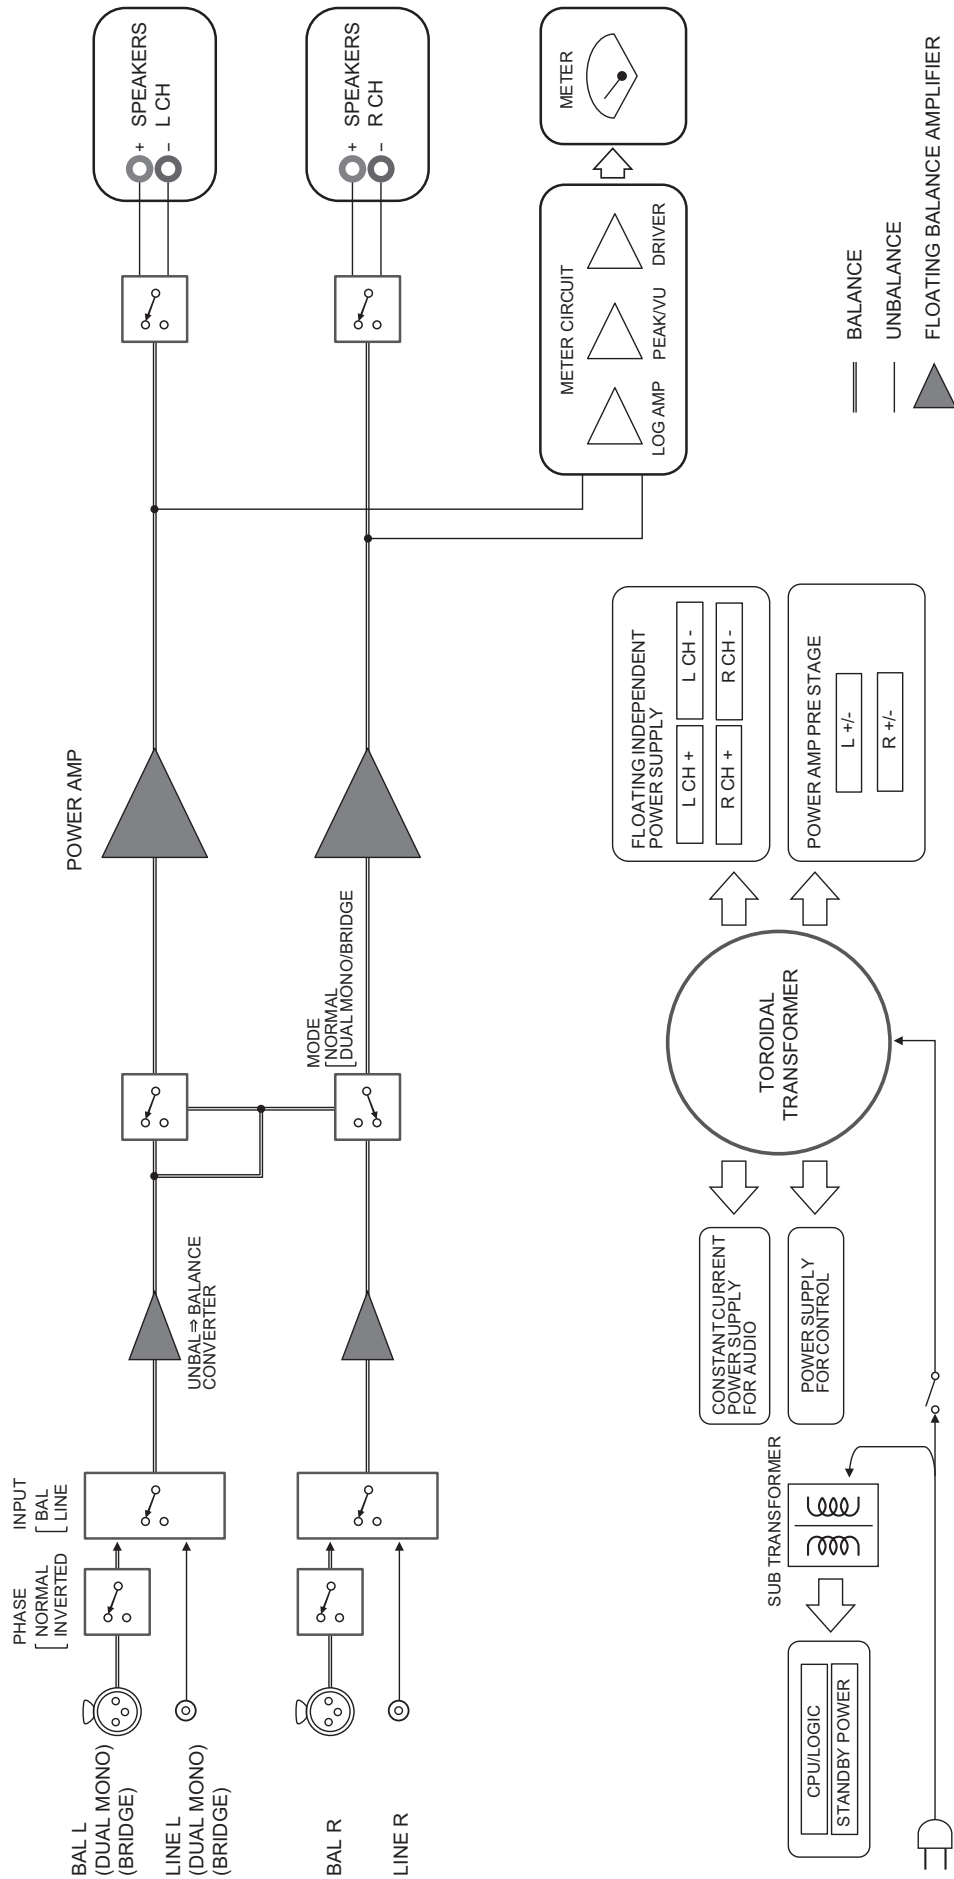 BAL L
(DUAL MONO)
(BRIDGE)
LINE L
(DUAL MONO)
(BRIDGE)
BAL R
LINE R
PHASE
NORMAL
INVERTED
INPUT
BAL
LINE
UNBAL⇒BALANCE
CONVERTER
MODE
NORMAL
DUAL MONO/BRIDGE
POWER AMP
+
−
SPEAKERS
L CH
+
−
SPEAKERS
R CH
METER CIRCUIT
LOG AMP
PEAK/VU
DRIVER
METER
CPU/LOGIC
STANDBY POWER
SUB TRANSFORMER
CONSTANT CURRENT
POWER SUPPLY
FOR AUDIO
POWER SUPPLY
FOR CONTROL
TOROIDAL
TRANSFORMER
FLOATING INDEPENDENT
POWER SUPPLY
L CH +
L CH -
R CH +
R CH -
POWER AMP PRE STAGE
L +/-
R +/-
BALANCE
UNBALANCE
FLOATING BALANCE AMPLIFIER